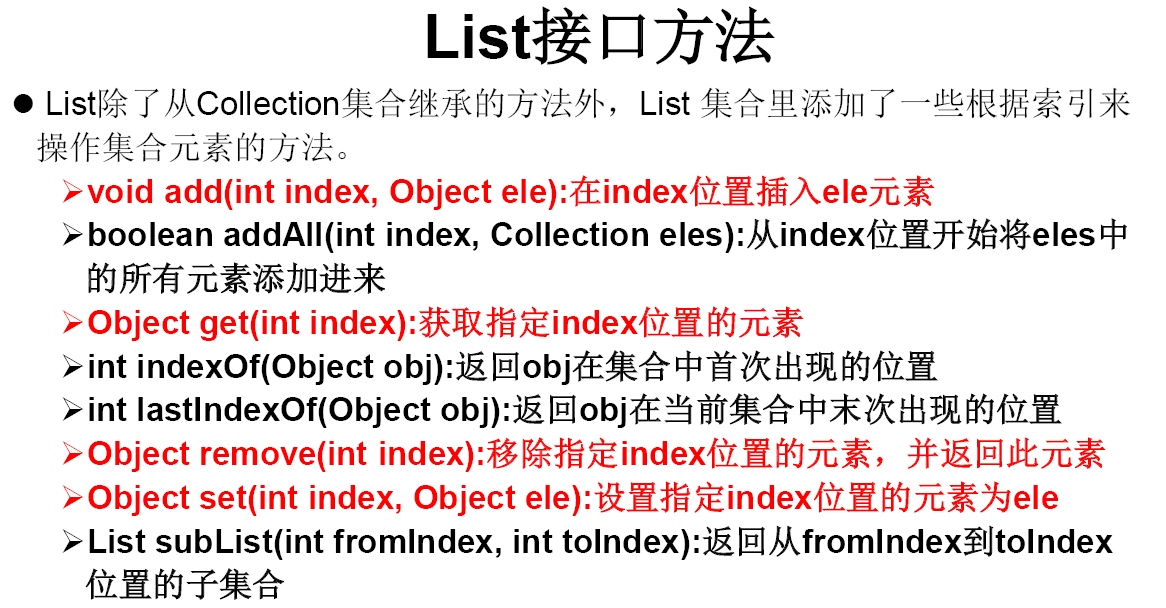 List接口方法
● List除了从Collection集合继承的方法外，List 集合里添加了一些根据索引来
操作集合元素的方法。
➢void add(int index, Object ele):在index位置插入ele元素
➢boolean addAll(int index, Collection eles):从index位置开始将eles中
的所有元素添加进来
➢Object get(int index):获取指定index位置的元素
➢int indexOf(Object obj):返回obj在集合中首次出现的位置
➢int lastIndexOf(Object obj):返回obj在当前集合中末次出现的位置
➢Object remove(int index):移除指定index位置的元素，并返回此元素
➢Object set(int index, Object ele):设置指定index位置的元素为ele
➢List subList(int fromIndex, int toIndex):返回从fromIndex到toIndex
位置的子集合